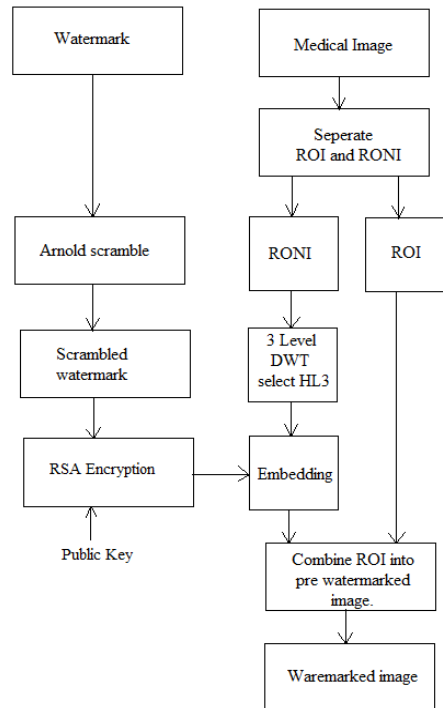 Watermark
Medical Image
Seperate
ROI and RONI
Arnold scramble
RONI
ROI
Scrambled
watermark
3 Level
DWT
select HL3
RSA Encryption
Embedding
Public Key
Combine ROI into
pre watermarked
image.
Waremarked image